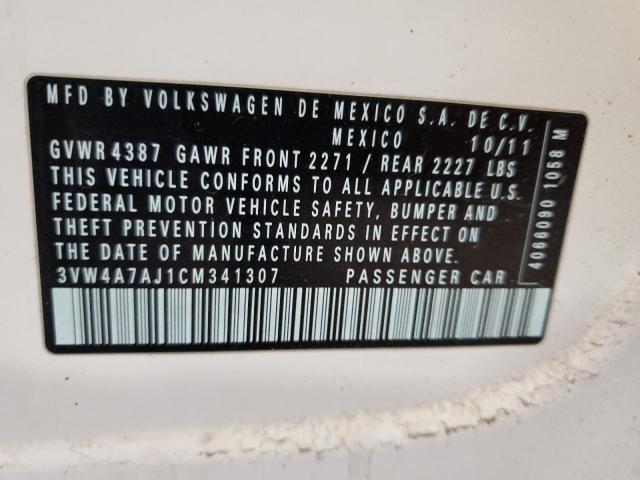 MFD BY VOLKSWAGEN DE MEXICO S.A. DE C.V.
MEXICO 10/11
GVWR 4387 GAWR FRONT 2271 / REAR 2227 LBS
THIS VEHICLE CONFORMS TO ALL APPLICABLE U.S.
FEDERAL MOTOR VEHICLE SAFETY, BUMPER AND
THEFT PREVENTION STANDARDS IN EFFECT ON
THE DATE OF MANUFACTURE SHOWN ABOVE.
3VW4A7AJ1CM341307 PASSENGER CAR
4066090 1058 M